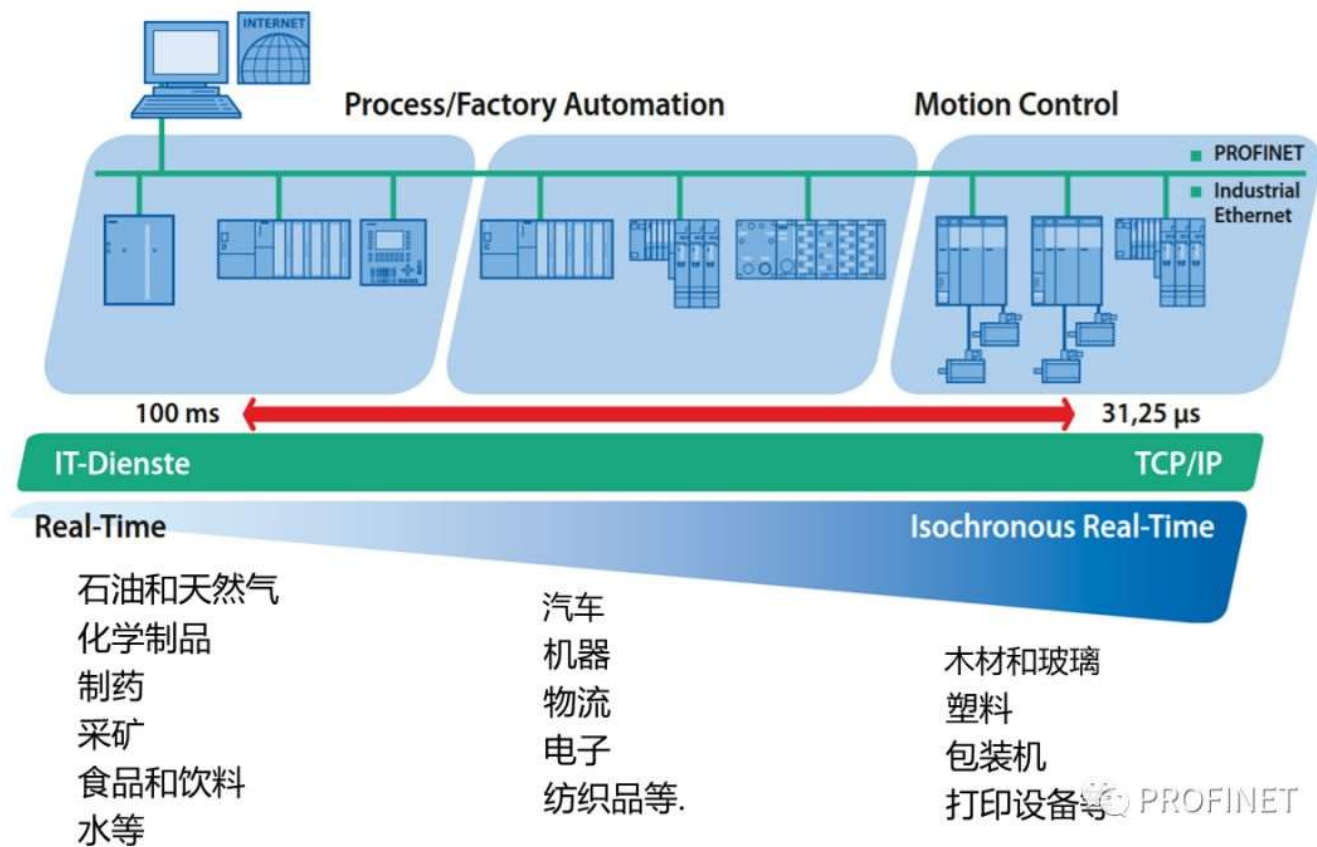 INTERNET
Process/Factory Automation
Motion Control
PROFINET
Industrial
Ethernet
100 ms
31,25 µs
IT-Dienste
TCP/IP
Real-Time
Isochronous Real-Time
石油和天然气
化学制品
制药
采矿
食品和饮料
水等
汽车
机器
物流
电子
纺织品等.
木材和玻璃
塑料
包装机
打印设备等
PROFINET